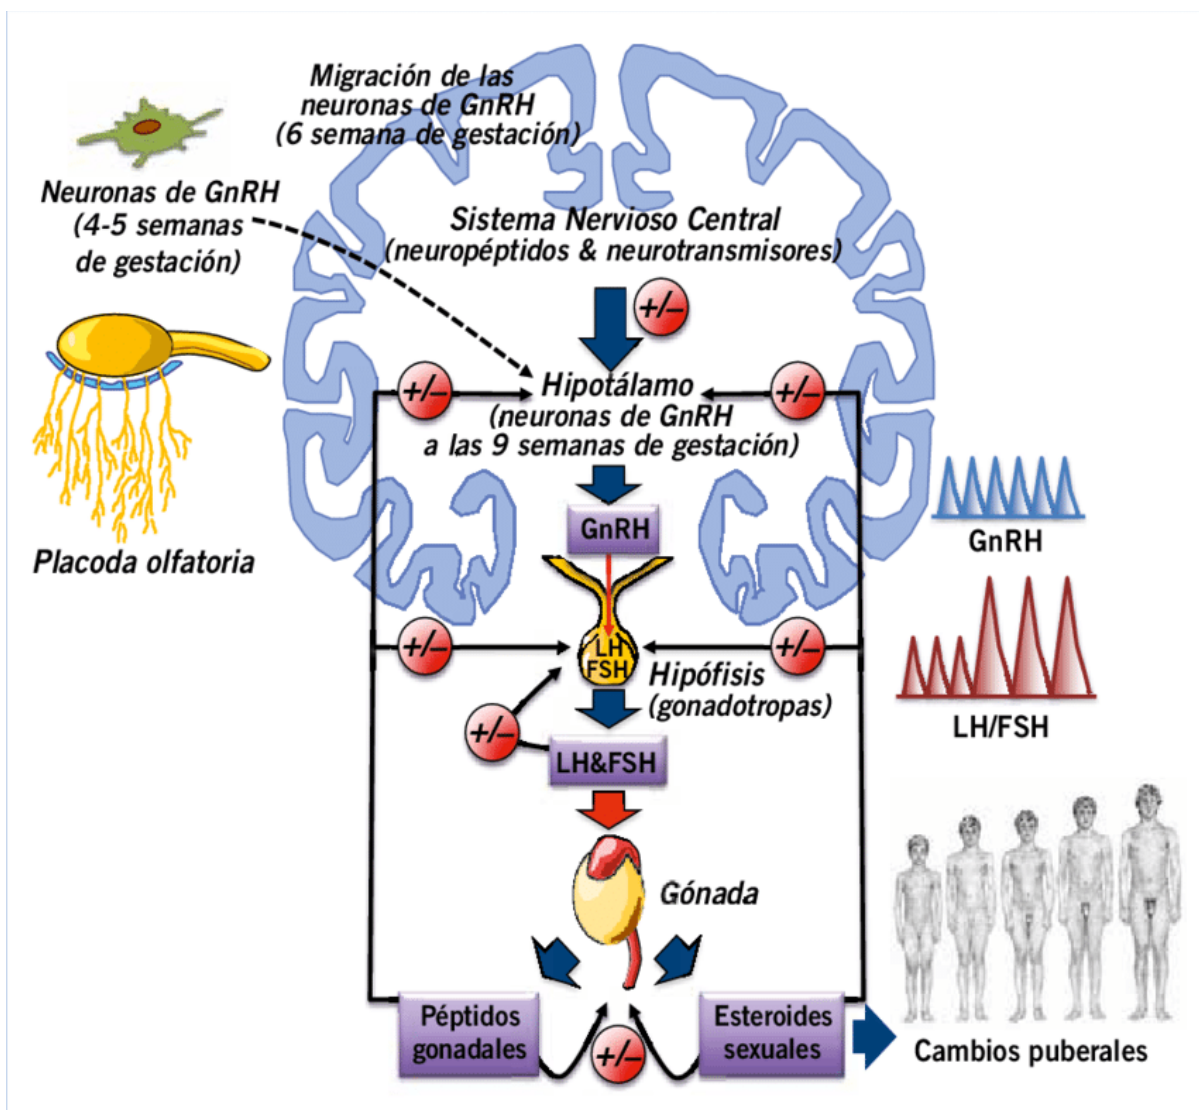 Migración de las
neuronas de GnRH
(6 semana de gestación)
Neuronas de GnRH
(4-5 semanas
de gestación)
Sistema Nervioso Central
(neuropéptidos & neurotransmisores)
+/–
Hipotálamo
(neuronas de GnRH
a las 9 semanas de gestación)
+/–
+/–
Placoda olfatoria
GnRH
GnRH
LH
FSH
+/–
+/–
Hipófisis
(gonadotropas)
+/–
LH/FSH
LH&FSH
Gónada
Péptidos
gonadales
+/–
Esteroides
sexuales
Cambios puberales